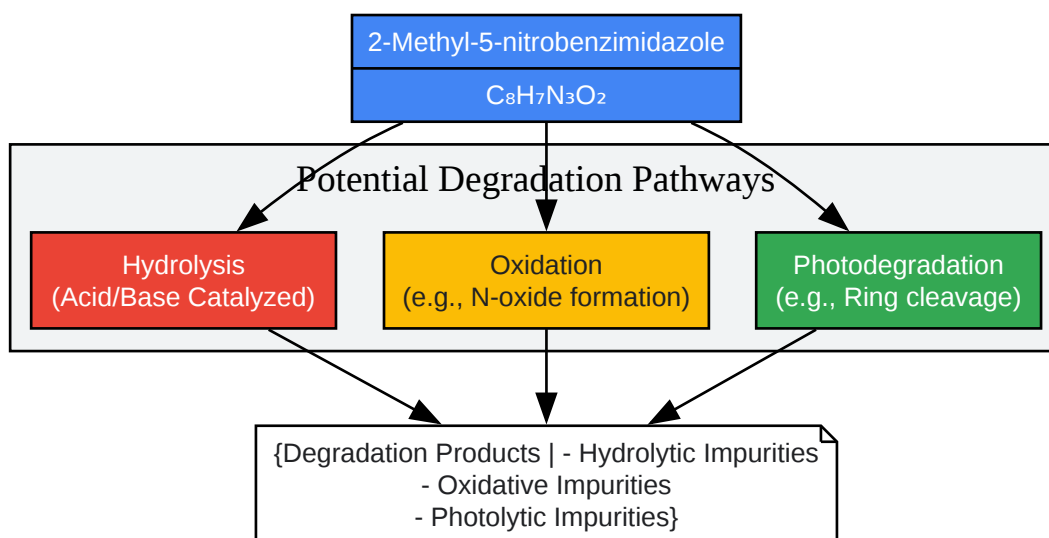 2-Methyl-5-nitrobenzimidazole
C₈H₇N₃O₂
Potential Degradation Pathways
Hydrolysis
(Acid/Base Catalyzed)
Oxidation
(e.g., N-oxide formation)
Photodegradation
(e.g., Ring cleavage)
{Degradation Products | - Hydrolytic Impurities
- Oxidative Impurities
- Photolytic Impurities}